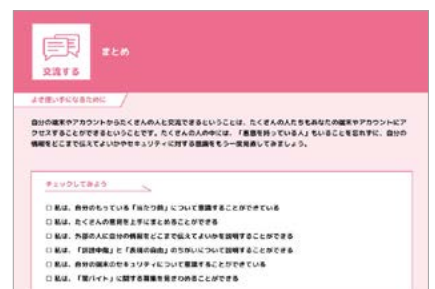 まとめ
交流する
よき使い手になるために
自分の端末やアカウントからたくさんの人と交流できるということは、たくさんの人たちもあなたの端末やアカウントにア
クセスすることができるということです。たくさんの人の中には、「悪意を持っている人」もいることを忘れずに、自分の
情報をどこまで伝えてよいかやセキュリティに対する意識をもう一度見直してみましょう。
チェックしてみよう
□ 私は、自分のもっている「当たり前」について意識することができている
□ 私は、たくさんの意見を上手にまとめることができる
□ 私は、外部の人に自分の情報をどこまで伝えてよいかを説明することができる
□ 私は、「誹謗中傷」と「表現の自由」のちがいについて説明することができる
□ 私は、自分の端末のセキュリティについて意識することができている
□ 私は、「闇バイト」に関する募集を見きわめることができる